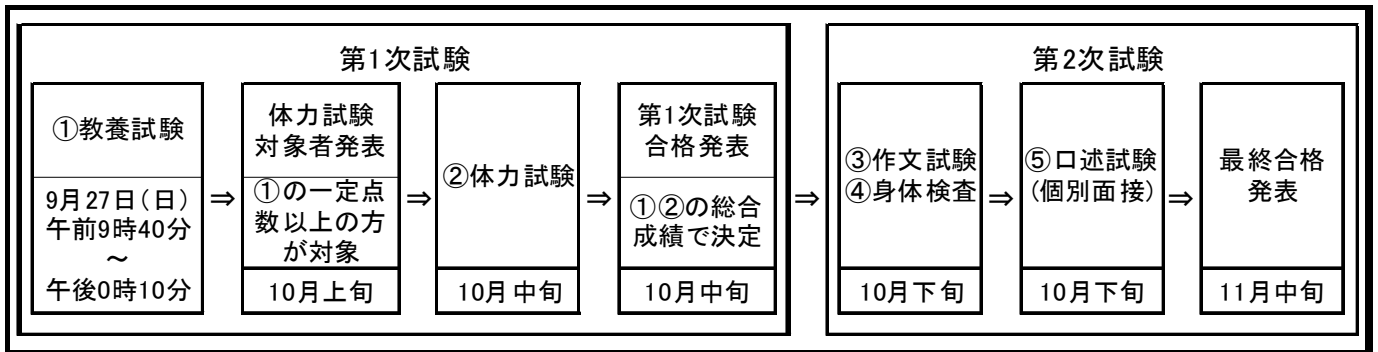 第1次試験
①教養試験
9月27日(日)
午前9時40分
～
午後0時10分
⇒
体力試験
対象者発表
①の一定点
数以上の方
が対象
10月上旬
⇒
②体力試験
10月中旬
⇒
第1次試験
合格発表
①②の総合
成績で決定
10月中旬
⇒
第2次試験
③作文試験
④身体検査
10月下旬
⇒
⑤口述試験
(個別面接)
10月下旬
⇒
最終合格
発表
11月中旬